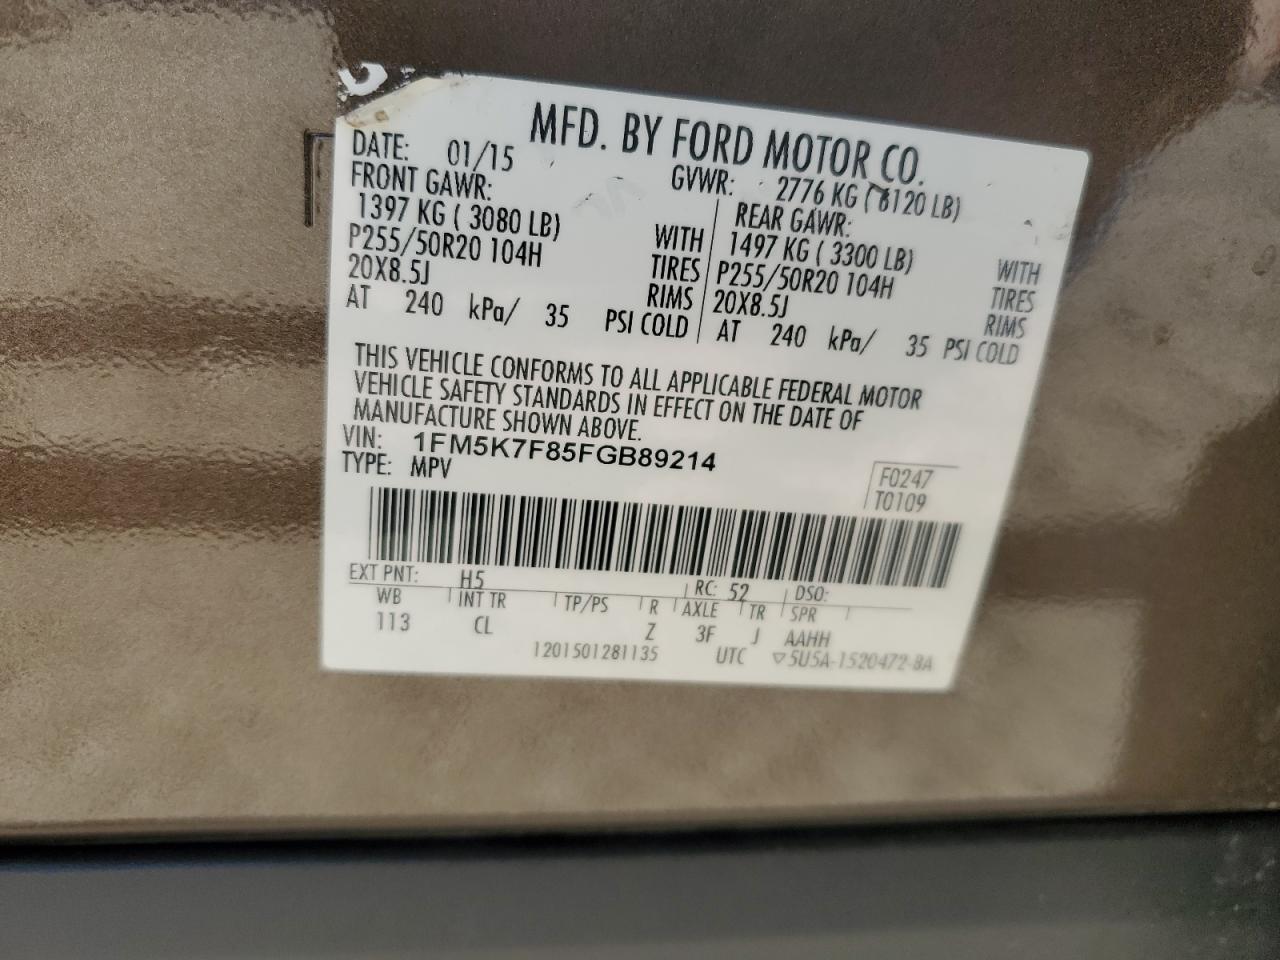 MFD. BY FORD MOTOR CO.
DATE: 01/15 GVWR: 2776 KG ( 6120 LB)
FRONT GAWR: REAR GAWR:
1397 KG ( 3080 LB) WITH 1497 KG ( 3300 LB) WITH
P255/50R20 104H TIRES P255/50R20 104H TIRES
20X8.5J RIMS 20X8.5J RIMS
AT 240 kPa/ 35 PSI COLD AT 240 kPa/ 35 PSI COLD
THIS VEHICLE CONFORMS TO ALL APPLICABLE FEDERAL MOTOR
VEHICLE SAFETY STANDARDS IN EFFECT ON THE DATE OF
MANUFACTURE SHOWN ABOVE.
VIN: 1FM5K7F85FGB89214
TYPE: MPV
F0247
T0109
EXT PNT: H5 RC: 52 DSO:
WB INT TR TP/PS R AXLE TR SPR
113 CL Z 3F J AAHH
1201501281135 UTC ▽5U5A-1520472-BA